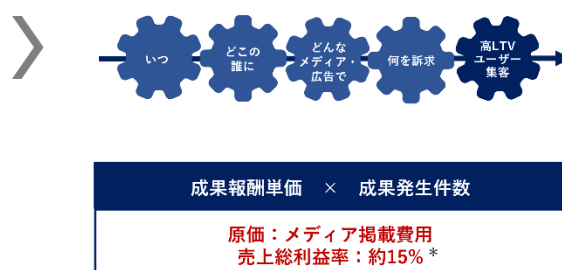 いつ
どこの
誰に
どんな
メディア・
広告で
何を訴求
高LTV
ユーザー
集客
成果報酬単価 × 成果発生件数
原価：メディア掲載費用
売上総利益率：約15% *